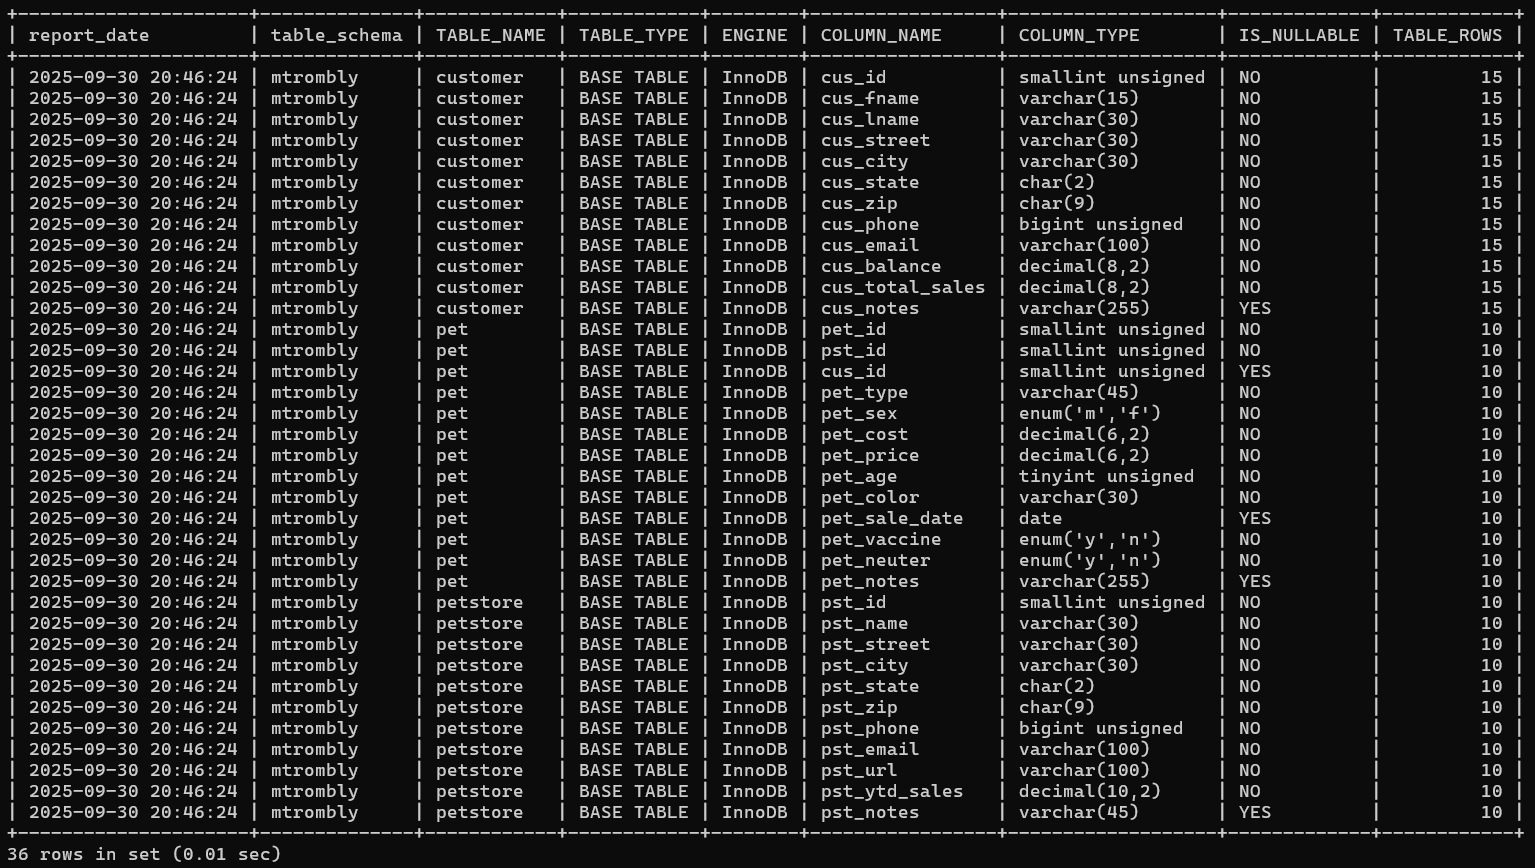 +---------------------+--------------+------------+------------+--------+-----------------+-------------------+-------------+------------+
| report_date         | table_schema | TABLE_NAME | TABLE_TYPE | ENGINE | COLUMN_NAME     | COLUMN_TYPE       | IS_NULLABLE | TABLE_ROWS |
+---------------------+--------------+------------+------------+--------+-----------------+-------------------+-------------+------------+
| 2025-09-30 20:46:24 | mtrombly     | customer   | BASE TABLE | InnoDB | cus_id          | smallint unsigned | NO          |         15 |
| 2025-09-30 20:46:24 | mtrombly     | customer   | BASE TABLE | InnoDB | cus_fname       | varchar(15)       | NO          |         15 |
| 2025-09-30 20:46:24 | mtrombly     | customer   | BASE TABLE | InnoDB | cus_lname       | varchar(30)       | NO          |         15 |
| 2025-09-30 20:46:24 | mtrombly     | customer   | BASE TABLE | InnoDB | cus_street      | varchar(30)       | NO          |         15 |
| 2025-09-30 20:46:24 | mtrombly     | customer   | BASE TABLE | InnoDB | cus_city        | varchar(30)       | NO          |         15 |
| 2025-09-30 20:46:24 | mtrombly     | customer   | BASE TABLE | InnoDB | cus_state       | char(2)           | NO          |         15 |
| 2025-09-30 20:46:24 | mtrombly     | customer   | BASE TABLE | InnoDB | cus_zip         | char(9)           | NO          |         15 |
| 2025-09-30 20:46:24 | mtrombly     | customer   | BASE TABLE | InnoDB | cus_phone       | bigint unsigned   | NO          |         15 |
| 2025-09-30 20:46:24 | mtrombly     | customer   | BASE TABLE | InnoDB | cus_email       | varchar(100)      | NO          |         15 |
| 2025-09-30 20:46:24 | mtrombly     | customer   | BASE TABLE | InnoDB | cus_balance     | decimal(8,2)      | NO          |         15 |
| 2025-09-30 20:46:24 | mtrombly     | customer   | BASE TABLE | InnoDB | cus_total_sales | decimal(8,2)      | NO          |         15 |
| 2025-09-30 20:46:24 | mtrombly     | customer   | BASE TABLE | InnoDB | cus_notes       | varchar(255)      | YES         |         15 |
| 2025-09-30 20:46:24 | mtrombly     | pet        | BASE TABLE | InnoDB | pet_id          | smallint unsigned | NO          |         10 |
| 2025-09-30 20:46:24 | mtrombly     | pet        | BASE TABLE | InnoDB | pst_id          | smallint unsigned | NO          |         10 |
| 2025-09-30 20:46:24 | mtrombly     | pet        | BASE TABLE | InnoDB | cus_id          | smallint unsigned | YES         |         10 |
| 2025-09-30 20:46:24 | mtrombly     | pet        | BASE TABLE | InnoDB | pet_type        | varchar(45)       | NO          |         10 |
| 2025-09-30 20:46:24 | mtrombly     | pet        | BASE TABLE | InnoDB | pet_sex         | enum('m','f')     | NO          |         10 |
| 2025-09-30 20:46:24 | mtrombly     | pet        | BASE TABLE | InnoDB | pet_cost        | decimal(6,2)      | NO          |         10 |
| 2025-09-30 20:46:24 | mtrombly     | pet        | BASE TABLE | InnoDB | pet_price       | decimal(6,2)      | NO          |         10 |
| 2025-09-30 20:46:24 | mtrombly     | pet        | BASE TABLE | InnoDB | pet_age         | tinyint unsigned  | NO          |         10 |
| 2025-09-30 20:46:24 | mtrombly     | pet        | BASE TABLE | InnoDB | pet_color       | varchar(30)       | NO          |         10 |
| 2025-09-30 20:46:24 | mtrombly     | pet        | BASE TABLE | InnoDB | pet_sale_date   | date              | YES         |         10 |
| 2025-09-30 20:46:24 | mtrombly     | pet        | BASE TABLE | InnoDB | pet_vaccine     | enum('y','n')     | NO          |         10 |
| 2025-09-30 20:46:24 | mtrombly     | pet        | BASE TABLE | InnoDB | pet_neuter      | enum('y','n')     | NO          |         10 |
| 2025-09-30 20:46:24 | mtrombly     | pet        | BASE TABLE | InnoDB | pet_notes       | varchar(255)      | YES         |         10 |
| 2025-09-30 20:46:24 | mtrombly     | petstore   | BASE TABLE | InnoDB | pst_id          | smallint unsigned | NO          |         10 |
| 2025-09-30 20:46:24 | mtrombly     | petstore   | BASE TABLE | InnoDB | pst_name        | varchar(30)       | NO          |         10 |
| 2025-09-30 20:46:24 | mtrombly     | petstore   | BASE TABLE | InnoDB | pst_street      | varchar(30)       | NO          |         10 |
| 2025-09-30 20:46:24 | mtrombly     | petstore   | BASE TABLE | InnoDB | pst_city        | varchar(30)       | NO          |         10 |
| 2025-09-30 20:46:24 | mtrombly     | petstore   | BASE TABLE | InnoDB | pst_state       | char(2)           | NO          |         10 |
| 2025-09-30 20:46:24 | mtrombly     | petstore   | BASE TABLE | InnoDB | pst_zip         | char(9)           | NO          |         10 |
| 2025-09-30 20:46:24 | mtrombly     | petstore   | BASE TABLE | InnoDB | pst_phone       | bigint unsigned   | NO          |         10 |
| 2025-09-30 20:46:24 | mtrombly     | petstore   | BASE TABLE | InnoDB | pst_email       | varchar(100)      | NO          |         10 |
| 2025-09-30 20:46:24 | mtrombly     | petstore   | BASE TABLE | InnoDB | pst_url         | varchar(100)      | NO          |         10 |
| 2025-09-30 20:46:24 | mtrombly     | petstore   | BASE TABLE | InnoDB | pst_ytd_sales   | decimal(10,2)     | NO          |         10 |
| 2025-09-30 20:46:24 | mtrombly     | petstore   | BASE TABLE | InnoDB | pst_notes       | varchar(45)       | YES         |         10 |
+---------------------+--------------+------------+------------+--------+-----------------+-------------------+-------------+------------+
36 rows in set (0.01 sec)